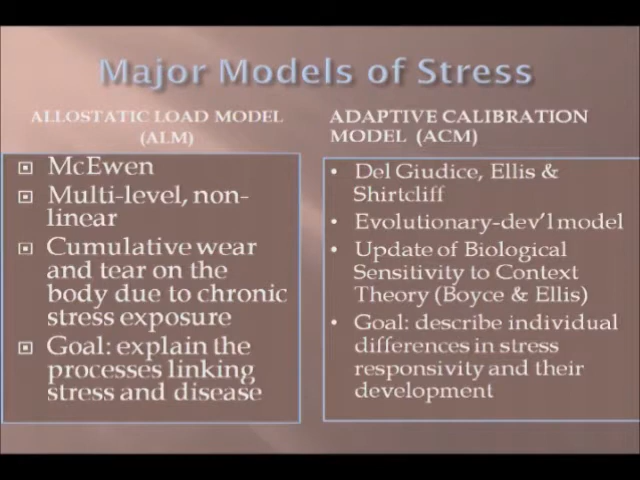 Major Models of Stress
ALLOSTATIC LOAD MODEL
(ALM)
McEwen
Multi-level, non-
linear
Cumulative wear
and tear on the
body due to chronic
stress exposure
Goal: explain the
processes linking
stress and disease
ADAPTIVE CALIBRATION
MODEL (ACM)
• Del Giudice, Ellis &
Shirtcliff
• Evolutionary-dev'l model
• Update of Biological
Sensitivity to Context
Theory (Boyce & Ellis)
• Goal: describe individual
differences in stress
responsivity and their
development